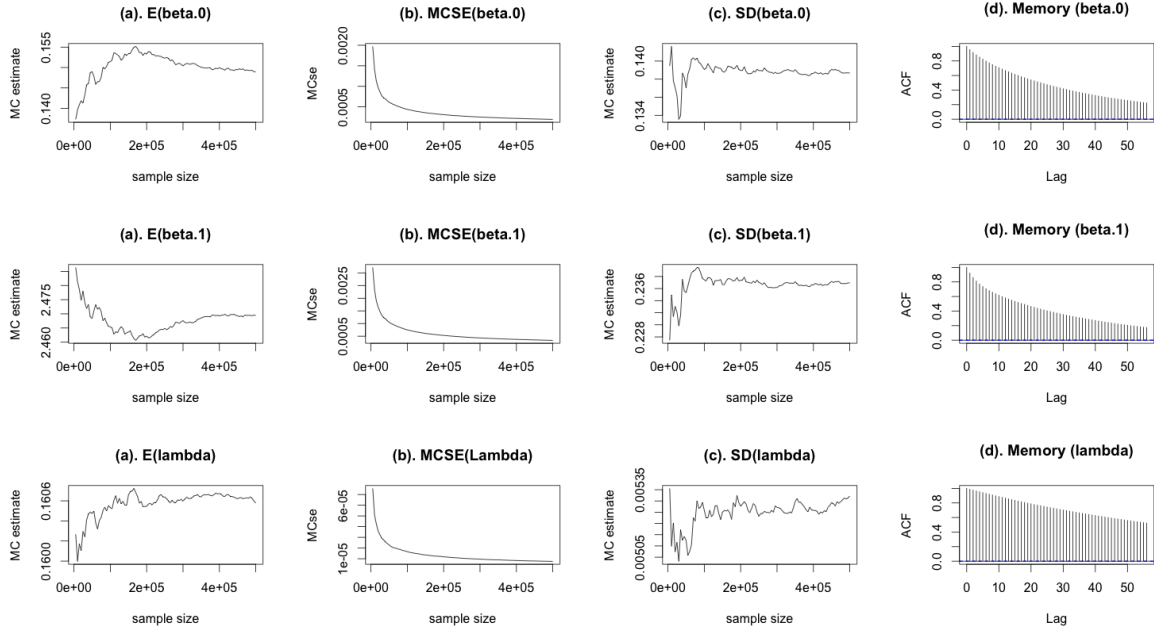 (a). E(beta.0)
MC estimate
0.155
0.140
0e+00 2e+05 4e+05
sample size
(b). MCSE(beta.0)
MCse
0.0020
0.0005
0e+00 2e+05 4e+05
sample size
(c). SD(beta.0)
MC estimate
0.140
0.134
0e+00 2e+05 4e+05
sample size
(d). Memory (beta.0)
ACF
0.8
0.4
0.0
0 10 20 30 40 50
Lag
(a). E(beta.1)
MC estimate
2.475
2.460
0e+00 2e+05 4e+05
sample size
(b). MCSE(beta.1)
MCse
0.0025
0.0005
0e+00 2e+05 4e+05
sample size
(c). SD(beta.1)
MC estimate
0.236
0.228
0e+00 2e+05 4e+05
sample size
(d). Memory (beta.1)
ACF
0.8
0.4
0.0
0 10 20 30 40 50
Lag
(a). E(lambda)
MC estimate
0.1606
0.1600
0e+00 2e+05 4e+05
sample size
(b). MCSE(Lambda)
MCse
6e-05
1e-05
0e+00 2e+05 4e+05
sample size
(c). SD(lambda)
MC estimate
0.00535
0.00505
0e+00 2e+05 4e+05
sample size
(d). Memory (lambda)
ACF
0.8
0.4
0.0
0 10 20 30 40 50
Lag